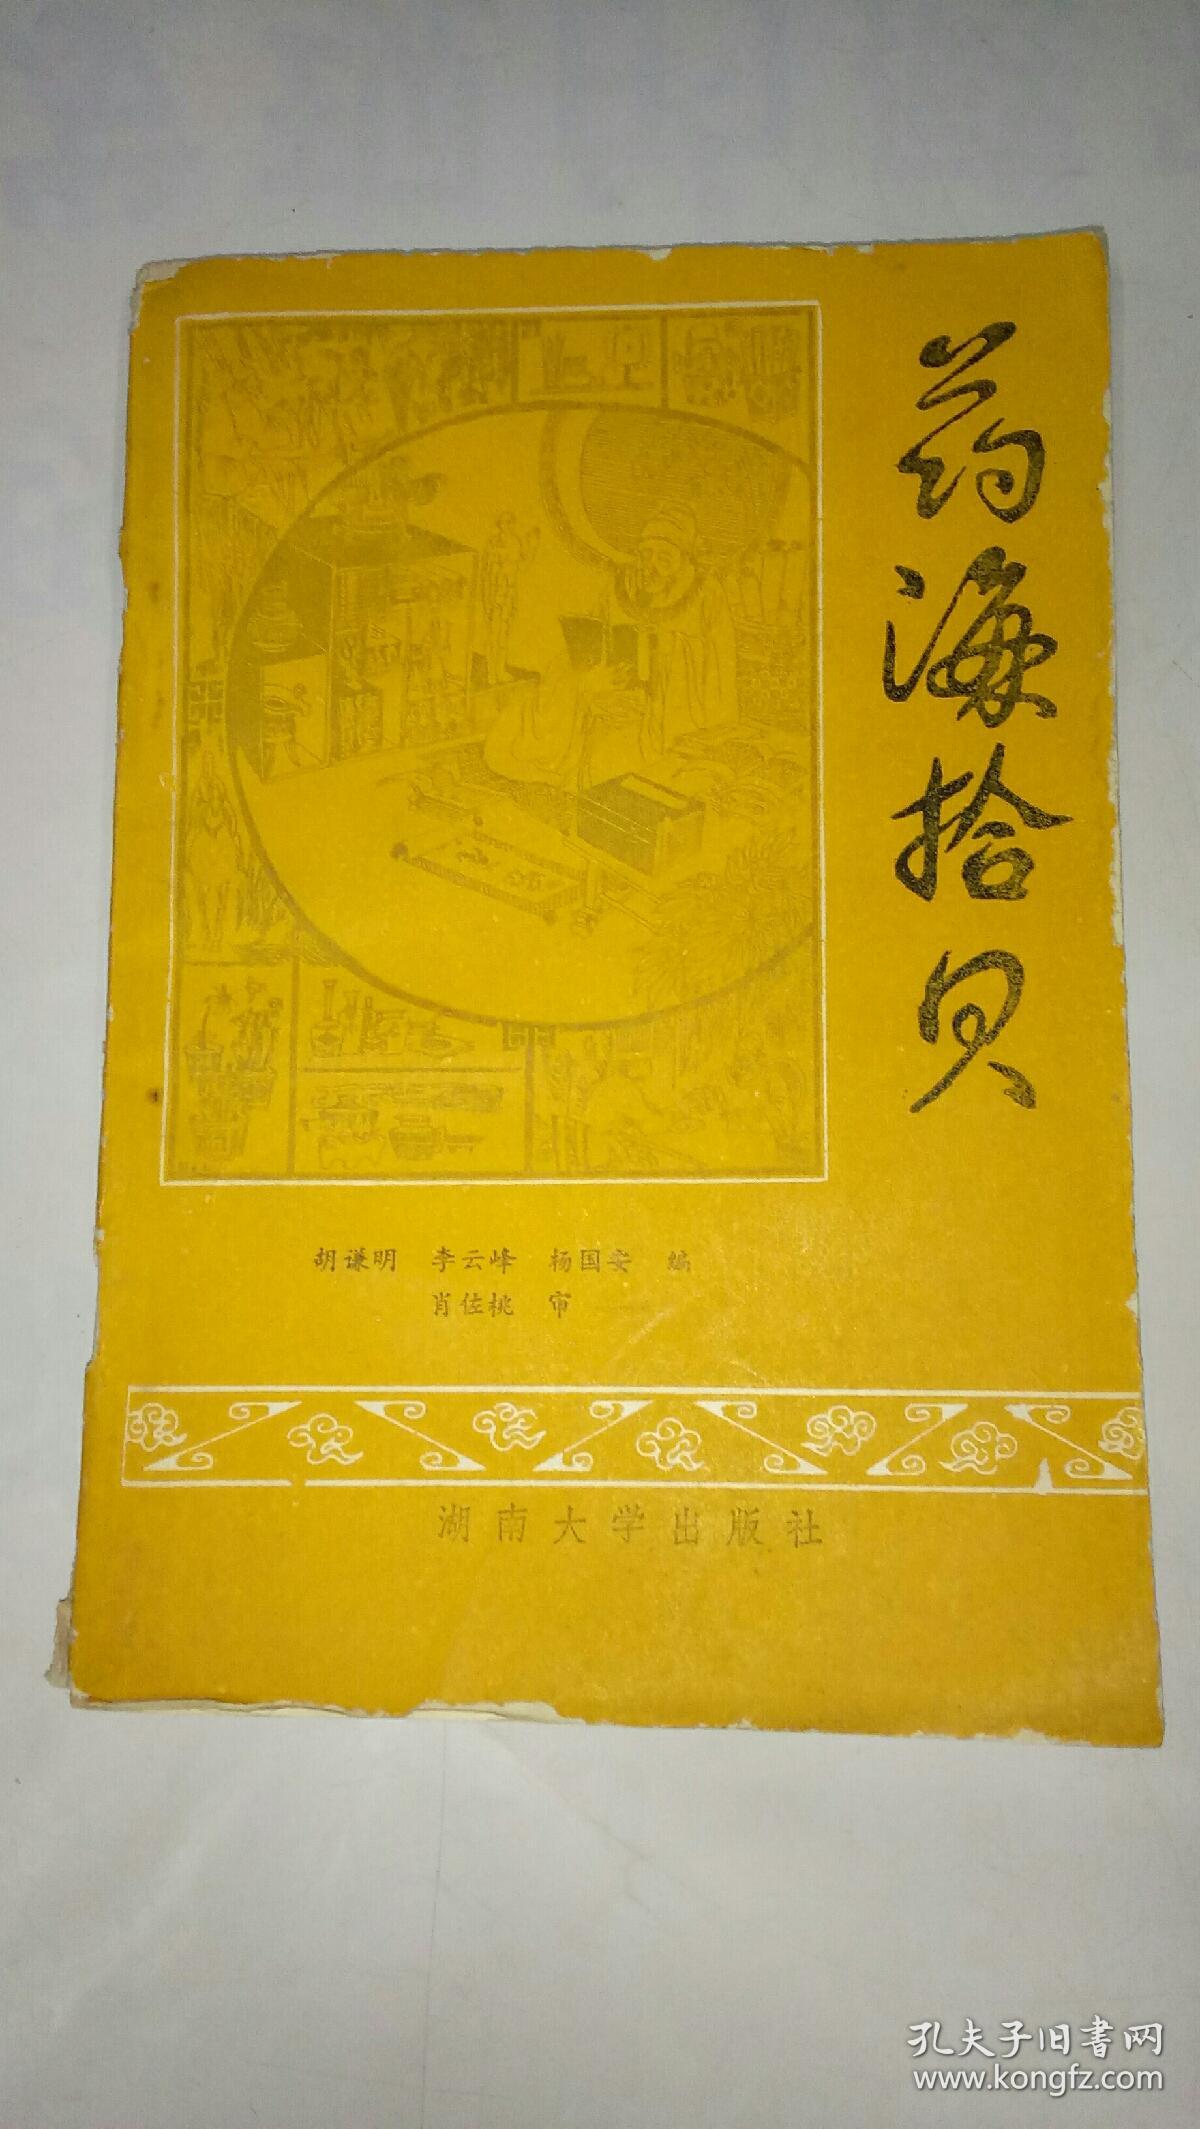 药海拾贝
胡谦明 李云峰 杨国安 编
肖佐桃 审
湖南大学出版社
孔夫子旧书网
www.kongfz.com